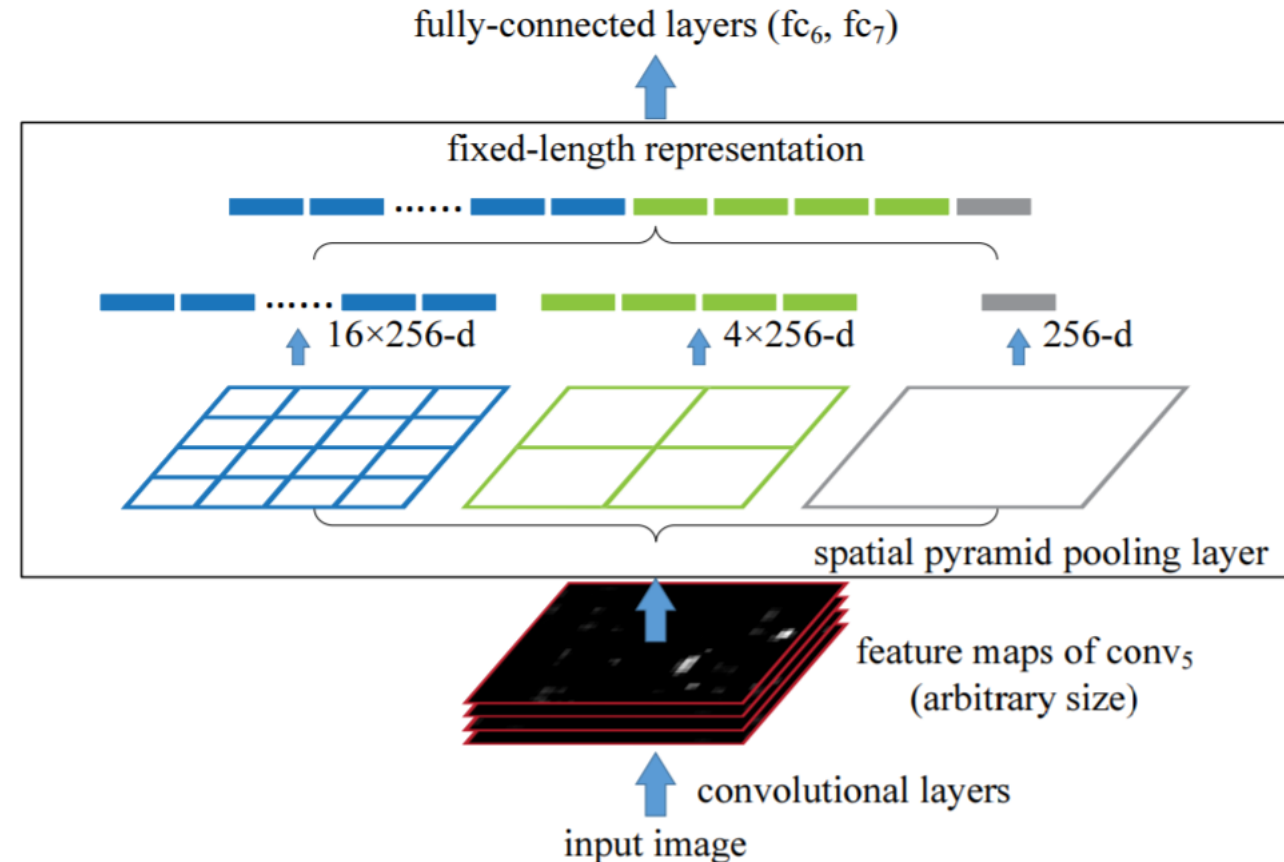 fully-connected layers (fc₆, fc₇)
fixed-length representation
......
......
16×256-d
4×256-d
256-d
spatial pyramid pooling layer
feature maps of conv₅
(arbitrary size)
convolutional layers
input image